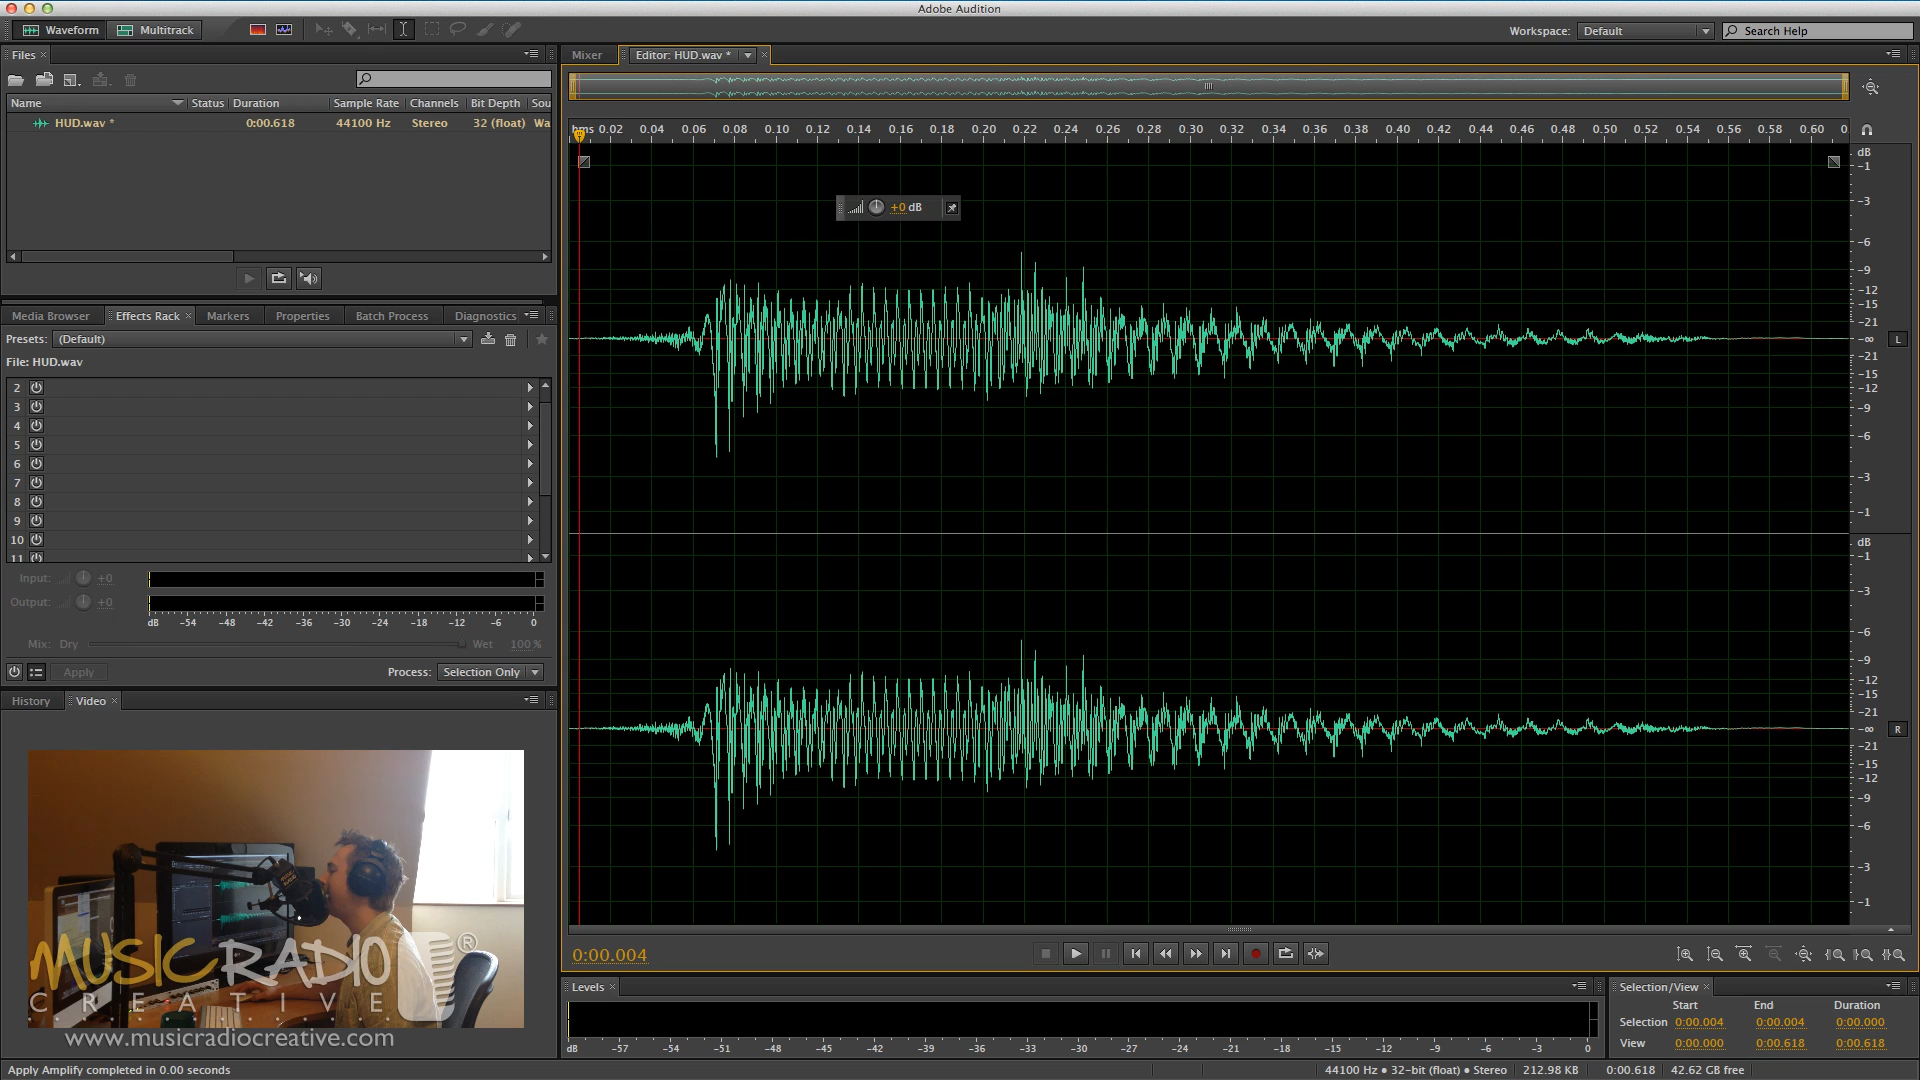 Adobe Audition
Waveform Multitrack Workspace: Default Search Help
Files Mixer Editor: HUD.wav *
Name Status Duration Sample Rate Channels Bit Depth Sou
HUD.wav * 0:00.618 44100 Hz Stereo 32 (float) Wa
hms 0.02 0.04 0.06 0.08 0.10 0.12 0.14 0.16 0.18 0.20 0.22 0.24 0.26 0.28 0.30 0.32 0.34 0.36 0.38 0.40 0.42 0.44 0.46 0.48 0.50 0.52 0.54 0.56 0.58 0.60 0.
+0 dB
dB
-1
-3
-6
-9
-12
-15
-21
-∞ L
-21
-15
-12
-9
-6
-3
-1
dB
-1
-3
-6
-9
-12
-15
-21
-∞ R
-21
-15
-12
-9
-6
-3
-1
Media Browser Effects Rack Markers Properties Batch Process Diagnostics
Presets: (Default)
File: HUD.wav
2
3
4
5
6
7
8
9
10
11
Input: +0
Output: +0
dB -54 -48 -42 -36 -30 -24 -18 -12 -6 0
Mix: Dry Wet 100 %
Apply Process: Selection Only
History Video
MUSIC RADIO ®
CREATIVE
www.musicradiocreative.com
0:00.004
Levels
dB -57 -54 -51 -48 -45 -42 -39 -36 -33 -30 -27 -24 -21 -18 -15 -12 -9 -6 -3 0
Selection/View
Start End Duration
Selection 0:00.004 0:00.004 0:00.000
View 0:00.000 0:00.618 0:00.618
Apply Amplify completed in 0.00 seconds
44100 Hz • 32-bit (float) • Stereo 212.98 KB 0:00.618 42.62 GB free